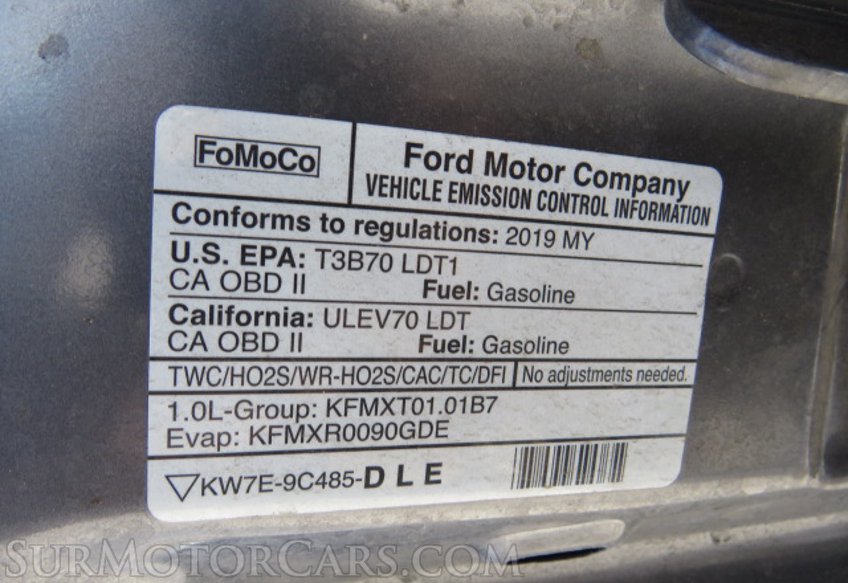 FoMoCo
Ford Motor Company
VEHICLE EMISSION CONTROL INFORMATION
Conforms to regulations: 2019 MY
U.S. EPA: T3B70 LDT1
CA OBD II Fuel: Gasoline
California: ULEV70 LDT
CA OBD II Fuel: Gasoline
TWC/HO2S/WR-HO2S/CAC/TC/DFI No adjustments needed.
1.0L-Group: KFMXT01.01B7
Evap: KFMXR0090GDE
▽KW7E-9C485-D L E
SURMOTORCARS.COM